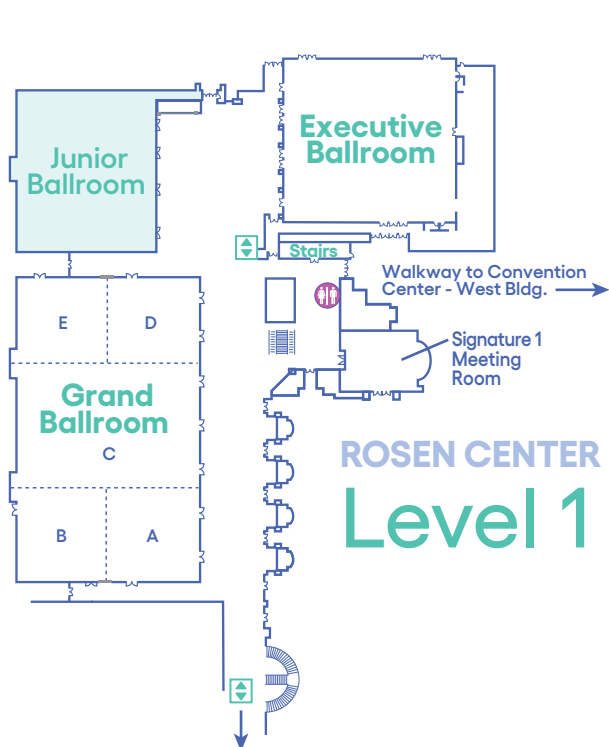 Executive
Ballroom
Junior
Ballroom
Stairs
Walkway to Convention
Center - West Bldg.
E
D
Signature 1
Meeting
Room
Grand
Ballroom
C
ROSEN CENTER
Level 1
B
A